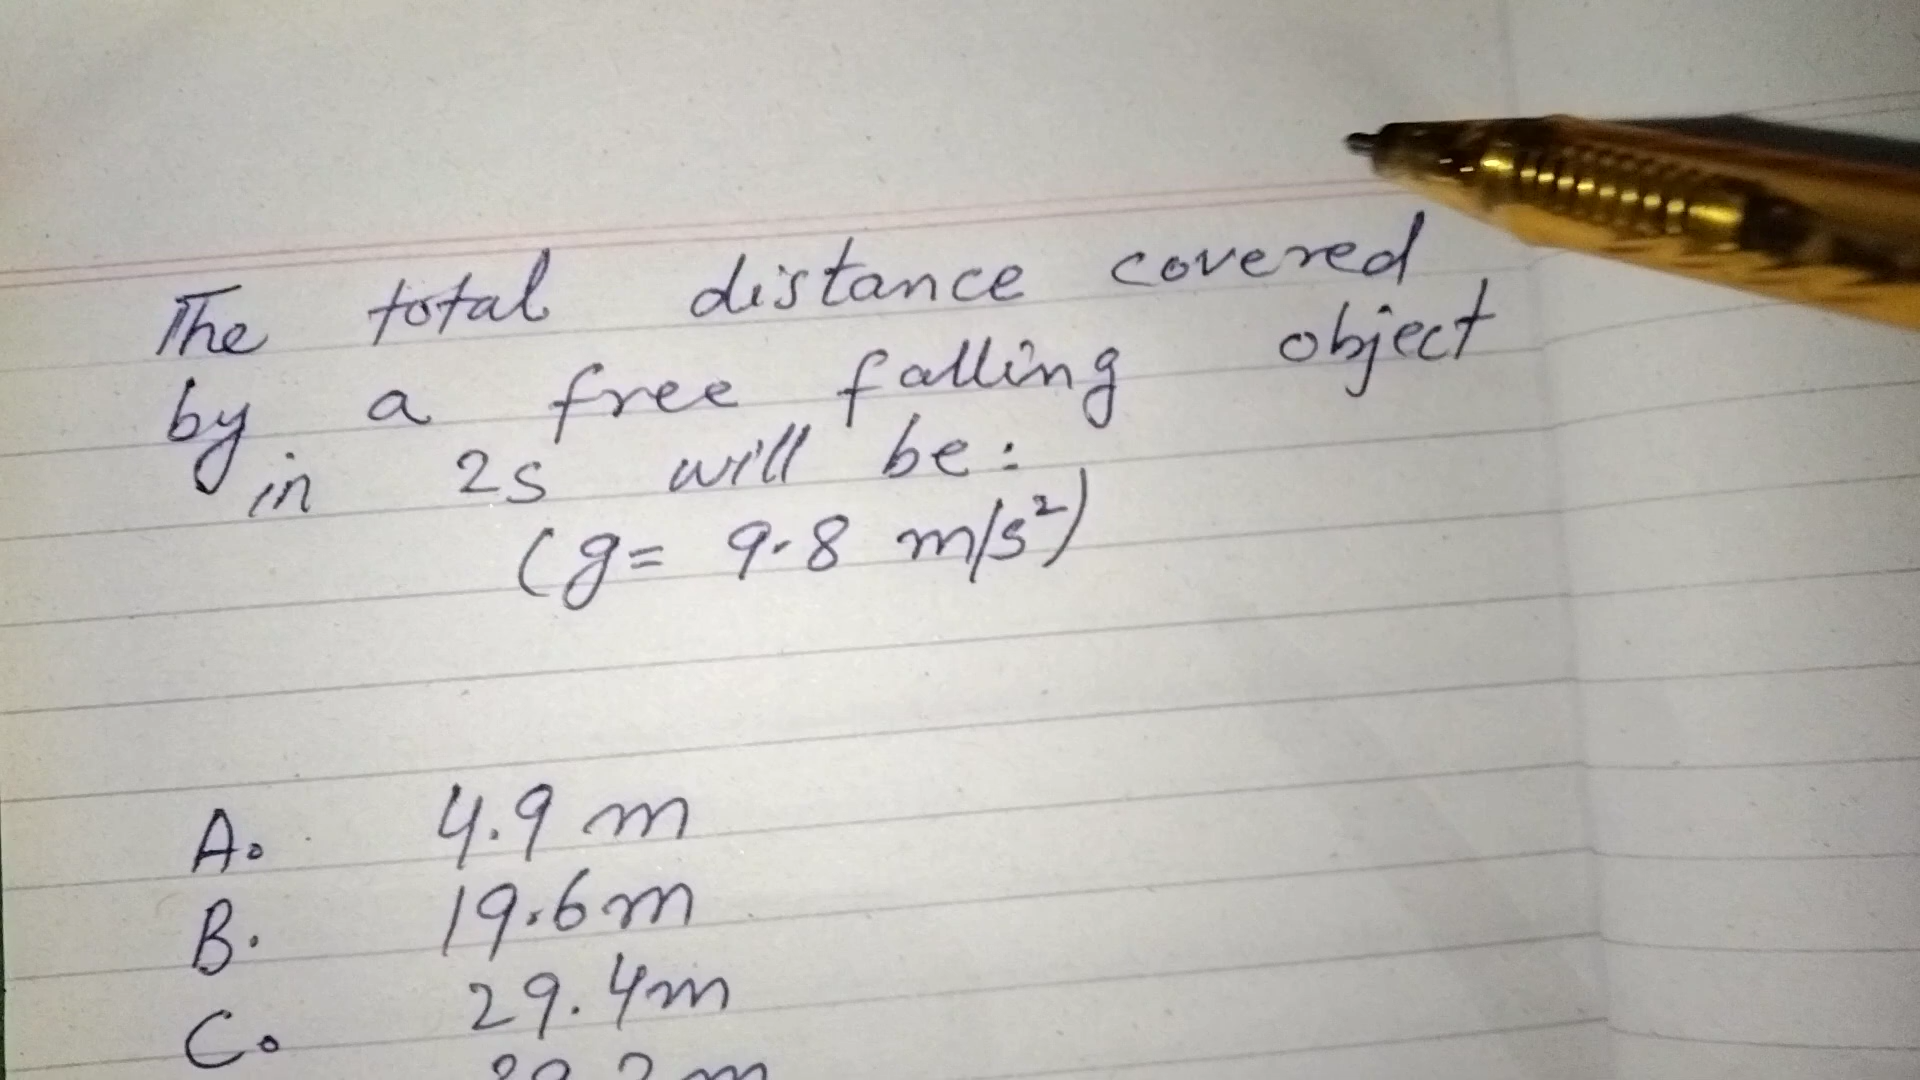 The total distance covered
by a free falling object
in 2s will be:
(g= 9.8 m/s²)
A. 4.9 m
B. 19.6m
C. 29.4m